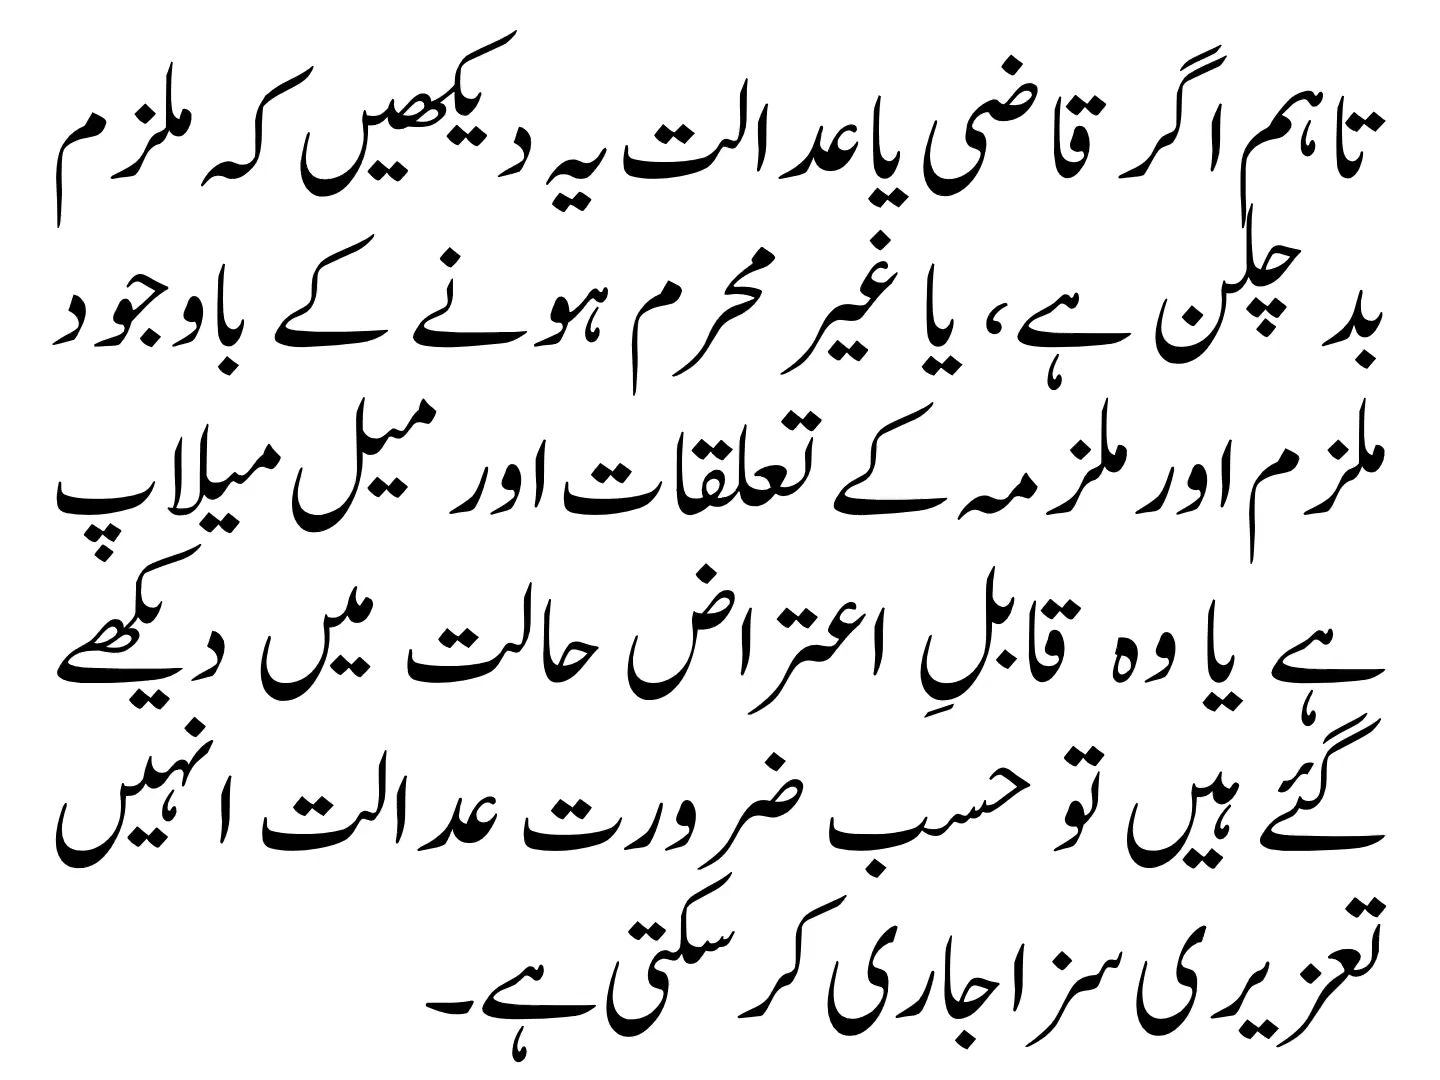 تاہم اگر قاضی یا عدالت یہ دیکھیں کہ ملزم
بد چلن ہے، یا غیر محرم ہونے کے باوجود
ملزم اور ملزمہ کے تعلقات اور میل میلاپ
ہے یا وہ قابلِ اعتراض حالت میں دیکھے
گئے ہیں تو حسب ضرورت عدالت انہیں
تعزیری سزا جاری کر سکتی ہے۔